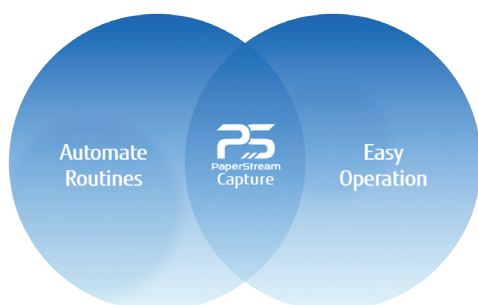 Automate
Routines
PS
PaperStream
Capture
Easy
Operation